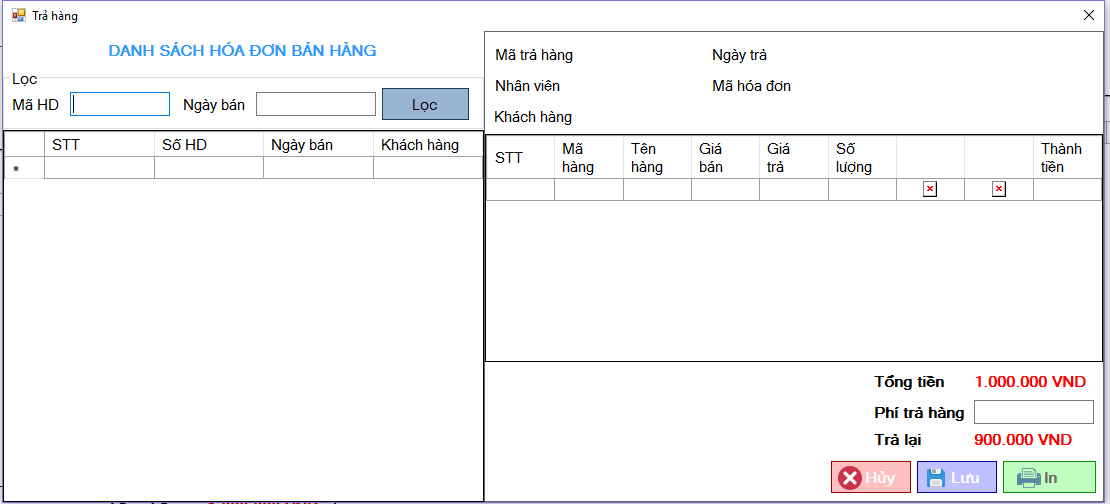 Trả hàng
DANH SÁCH HÓA ĐƠN BÁN HÀNG
Lọc
Mã HD Ngày bán Lọc
STT Số HD Ngày bán Khách hàng
Mã trả hàng Ngày trả
Nhân viên Mã hóa đơn
Khách hàng
STT Mã hàng Tên hàng Giá bán Giá trả Số lượng Thành tiền
Tổng tiền 1.000.000 VND
Phí trả hàng
Trả lại 900.000 VND
Hủy Lưu In